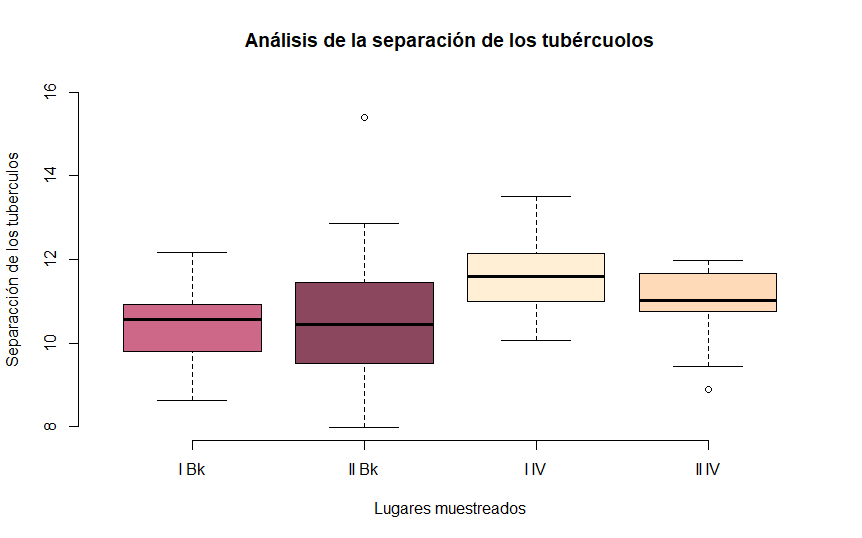 Análisis de la separación de los tubércuolos
Separacción de los tuberculos
16
14
12
10
8
I Bk
II Bk
I IV
II IV
Lugares muestreados